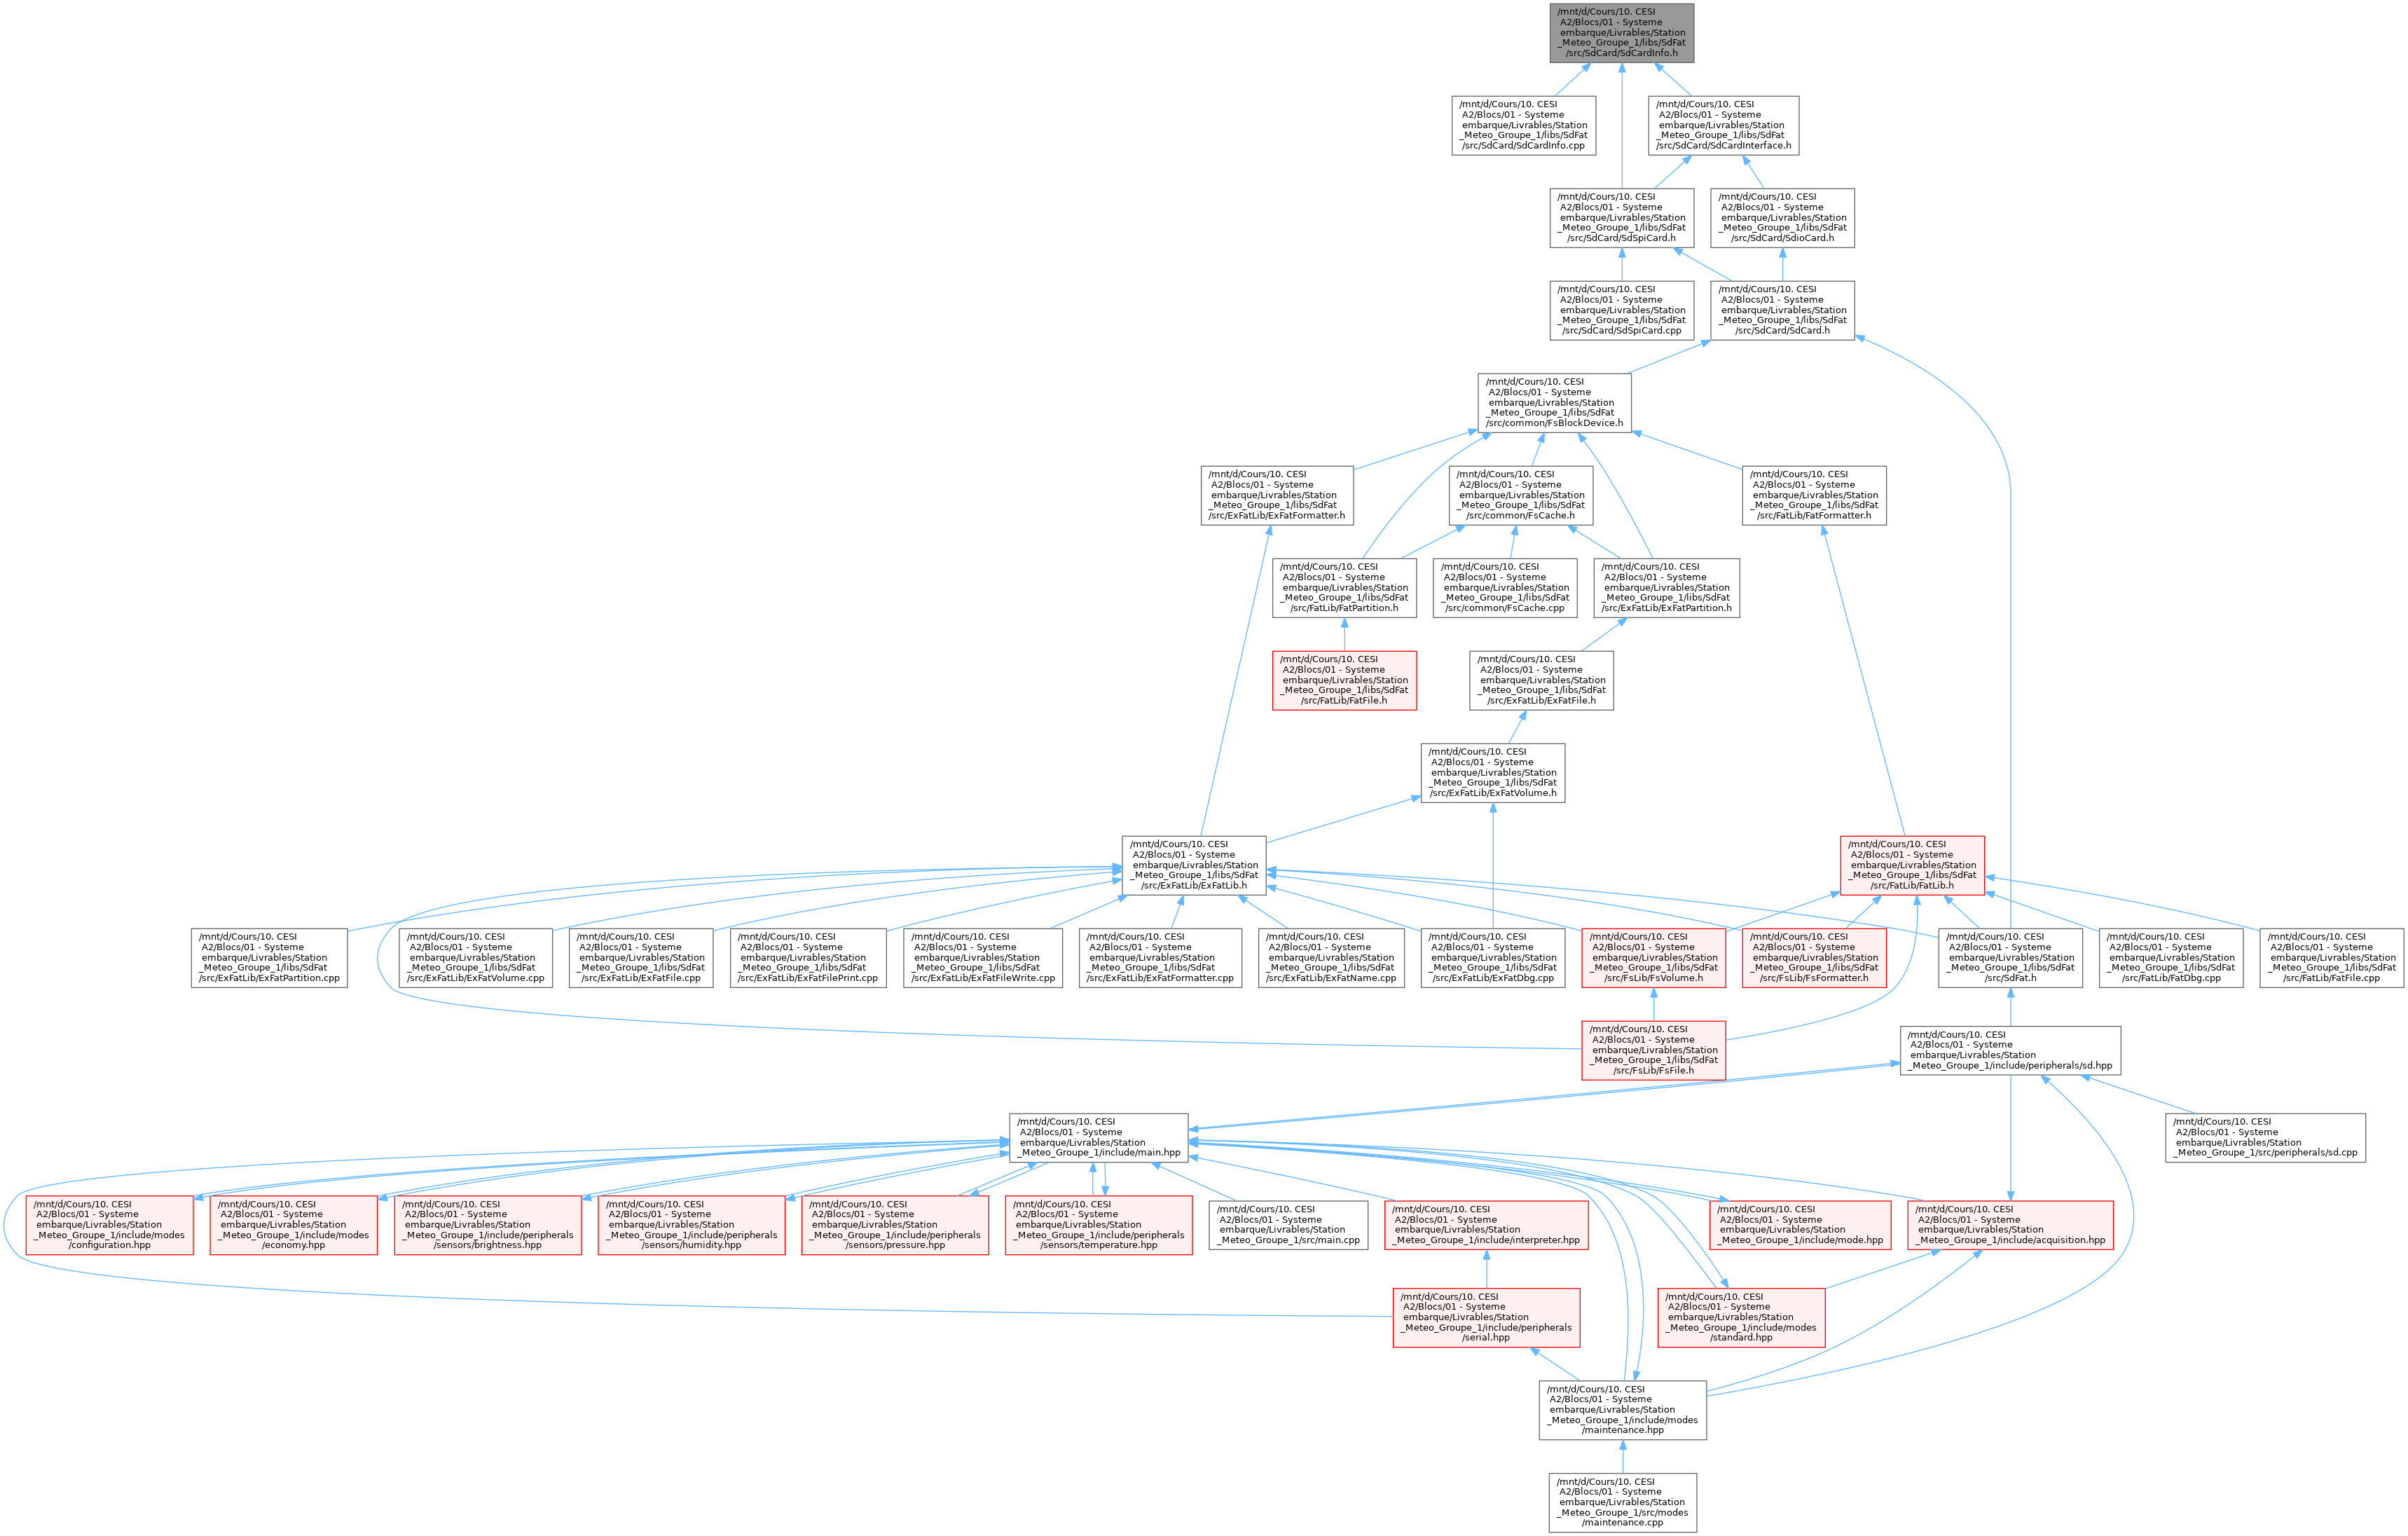 /mnt/d/Cours/10. CESI
A2/Blocs/01 - Systeme
embarque/Livrables/Station
_Meteo_Groupe_1/libs/SdFat
/src/SdCard/SdCardInfo.h
/mnt/d/Cours/10. CESI
A2/Blocs/01 - Systeme
embarque/Livrables/Station
_Meteo_Groupe_1/libs/SdFat
/src/SdCard/SdCardInfo.cpp
/mnt/d/Cours/10. CESI
A2/Blocs/01 - Systeme
embarque/Livrables/Station
_Meteo_Groupe_1/libs/SdFat
/src/SdCard/SdCardInterface.h
/mnt/d/Cours/10. CESI
A2/Blocs/01 - Systeme
embarque/Livrables/Station
_Meteo_Groupe_1/libs/SdFat
/src/SdCard/SdSpiCard.h
/mnt/d/Cours/10. CESI
A2/Blocs/01 - Systeme
embarque/Livrables/Station
_Meteo_Groupe_1/libs/SdFat
/src/SdCard/SdioCard.h
/mnt/d/Cours/10. CESI
A2/Blocs/01 - Systeme
embarque/Livrables/Station
_Meteo_Groupe_1/libs/SdFat
/src/SdCard/SdSpiCard.cpp
/mnt/d/Cours/10. CESI
A2/Blocs/01 - Systeme
embarque/Livrables/Station
_Meteo_Groupe_1/libs/SdFat
/src/SdCard/SdCard.h
/mnt/d/Cours/10. CESI
A2/Blocs/01 - Systeme
embarque/Livrables/Station
_Meteo_Groupe_1/libs/SdFat
/src/common/FsBlockDevice.h
/mnt/d/Cours/10. CESI
A2/Blocs/01 - Systeme
embarque/Livrables/Station
_Meteo_Groupe_1/libs/SdFat
/src/ExFatLib/ExFatFormatter.h
/mnt/d/Cours/10. CESI
A2/Blocs/01 - Systeme
embarque/Livrables/Station
_Meteo_Groupe_1/libs/SdFat
/src/common/FsCache.h
/mnt/d/Cours/10. CESI
A2/Blocs/01 - Systeme
embarque/Livrables/Station
_Meteo_Groupe_1/libs/SdFat
/src/FatLib/FatFormatter.h
/mnt/d/Cours/10. CESI
A2/Blocs/01 - Systeme
embarque/Livrables/Station
_Meteo_Groupe_1/libs/SdFat
/src/FatLib/FatPartition.h
/mnt/d/Cours/10. CESI
A2/Blocs/01 - Systeme
embarque/Livrables/Station
_Meteo_Groupe_1/libs/SdFat
/src/common/FsCache.cpp
/mnt/d/Cours/10. CESI
A2/Blocs/01 - Systeme
embarque/Livrables/Station
_Meteo_Groupe_1/libs/SdFat
/src/ExFatLib/ExFatPartition.h
/mnt/d/Cours/10. CESI
A2/Blocs/01 - Systeme
embarque/Livrables/Station
_Meteo_Groupe_1/libs/SdFat
/src/FatLib/FatFile.h
/mnt/d/Cours/10. CESI
A2/Blocs/01 - Systeme
embarque/Livrables/Station
_Meteo_Groupe_1/libs/SdFat
/src/ExFatLib/ExFatFile.h
/mnt/d/Cours/10. CESI
A2/Blocs/01 - Systeme
embarque/Livrables/Station
_Meteo_Groupe_1/libs/SdFat
/src/ExFatLib/ExFatVolume.h
/mnt/d/Cours/10. CESI
A2/Blocs/01 - Systeme
embarque/Livrables/Station
_Meteo_Groupe_1/libs/SdFat
/src/ExFatLib/ExFatLib.h
/mnt/d/Cours/10. CESI
A2/Blocs/01 - Systeme
embarque/Livrables/Station
_Meteo_Groupe_1/libs/SdFat
/src/FatLib/FatLib.h
/mnt/d/Cours/10. CESI
A2/Blocs/01 - Systeme
embarque/Livrables/Station
_Meteo_Groupe_1/libs/SdFat
/src/ExFatLib/ExFatPartition.cpp
/mnt/d/Cours/10. CESI
A2/Blocs/01 - Systeme
embarque/Livrables/Station
_Meteo_Groupe_1/libs/SdFat
/src/ExFatLib/ExFatVolume.cpp
/mnt/d/Cours/10. CESI
A2/Blocs/01 - Systeme
embarque/Livrables/Station
_Meteo_Groupe_1/libs/SdFat
/src/ExFatLib/ExFatFile.cpp
/mnt/d/Cours/10. CESI
A2/Blocs/01 - Systeme
embarque/Livrables/Station
_Meteo_Groupe_1/libs/SdFat
/src/ExFatLib/ExFatFilePrint.cpp
/mnt/d/Cours/10. CESI
A2/Blocs/01 - Systeme
embarque/Livrables/Station
_Meteo_Groupe_1/libs/SdFat
/src/ExFatLib/ExFatFileWrite.cpp
/mnt/d/Cours/10. CESI
A2/Blocs/01 - Systeme
embarque/Livrables/Station
_Meteo_Groupe_1/libs/SdFat
/src/ExFatLib/ExFatFormatter.cpp
/mnt/d/Cours/10. CESI
A2/Blocs/01 - Systeme
embarque/Livrables/Station
_Meteo_Groupe_1/libs/SdFat
/src/ExFatLib/ExFatName.cpp
/mnt/d/Cours/10. CESI
A2/Blocs/01 - Systeme
embarque/Livrables/Station
_Meteo_Groupe_1/libs/SdFat
/src/ExFatLib/ExFatDbg.cpp
/mnt/d/Cours/10. CESI
A2/Blocs/01 - Systeme
embarque/Livrables/Station
_Meteo_Groupe_1/libs/SdFat
/src/FsLib/FsVolume.h
/mnt/d/Cours/10. CESI
A2/Blocs/01 - Systeme
embarque/Livrables/Station
_Meteo_Groupe_1/libs/SdFat
/src/FsLib/FsFormatter.h
/mnt/d/Cours/10. CESI
A2/Blocs/01 - Systeme
embarque/Livrables/Station
_Meteo_Groupe_1/libs/SdFat
/src/SdFat.h
/mnt/d/Cours/10. CESI
A2/Blocs/01 - Systeme
embarque/Livrables/Station
_Meteo_Groupe_1/libs/SdFat
/src/FatLib/FatDbg.cpp
/mnt/d/Cours/10. CESI
A2/Blocs/01 - Systeme
embarque/Livrables/Station
_Meteo_Groupe_1/libs/SdFat
/src/FatLib/FatFile.cpp
/mnt/d/Cours/10. CESI
A2/Blocs/01 - Systeme
embarque/Livrables/Station
_Meteo_Groupe_1/libs/SdFat
/src/FsLib/FsFile.h
/mnt/d/Cours/10. CESI
A2/Blocs/01 - Systeme
embarque/Livrables/Station
_Meteo_Groupe_1/include/peripherals/sd.hpp
/mnt/d/Cours/10. CESI
A2/Blocs/01 - Systeme
embarque/Livrables/Station
_Meteo_Groupe_1/include/main.hpp
/mnt/d/Cours/10. CESI
A2/Blocs/01 - Systeme
embarque/Livrables/Station
_Meteo_Groupe_1/src/peripherals/sd.cpp
/mnt/d/Cours/10. CESI
A2/Blocs/01 - Systeme
embarque/Livrables/Station
_Meteo_Groupe_1/include/modes
/configuration.hpp
/mnt/d/Cours/10. CESI
A2/Blocs/01 - Systeme
embarque/Livrables/Station
_Meteo_Groupe_1/include/modes
/economy.hpp
/mnt/d/Cours/10. CESI
A2/Blocs/01 - Systeme
embarque/Livrables/Station
_Meteo_Groupe_1/include/peripherals
/sensors/brightness.hpp
/mnt/d/Cours/10. CESI
A2/Blocs/01 - Systeme
embarque/Livrables/Station
_Meteo_Groupe_1/include/peripherals
/sensors/humidity.hpp
/mnt/d/Cours/10. CESI
A2/Blocs/01 - Systeme
embarque/Livrables/Station
_Meteo_Groupe_1/include/peripherals
/sensors/pressure.hpp
/mnt/d/Cours/10. CESI
A2/Blocs/01 - Systeme
embarque/Livrables/Station
_Meteo_Groupe_1/include/peripherals
/sensors/temperature.hpp
/mnt/d/Cours/10. CESI
A2/Blocs/01 - Systeme
embarque/Livrables/Station
_Meteo_Groupe_1/src/main.cpp
/mnt/d/Cours/10. CESI
A2/Blocs/01 - Systeme
embarque/Livrables/Station
_Meteo_Groupe_1/include/interpreter.hpp
/mnt/d/Cours/10. CESI
A2/Blocs/01 - Systeme
embarque/Livrables/Station
_Meteo_Groupe_1/include/mode.hpp
/mnt/d/Cours/10. CESI
A2/Blocs/01 - Systeme
embarque/Livrables/Station
_Meteo_Groupe_1/include/acquisition.hpp
/mnt/d/Cours/10. CESI
A2/Blocs/01 - Systeme
embarque/Livrables/Station
_Meteo_Groupe_1/include/peripherals
/serial.hpp
/mnt/d/Cours/10. CESI
A2/Blocs/01 - Systeme
embarque/Livrables/Station
_Meteo_Groupe_1/include/modes
/standard.hpp
/mnt/d/Cours/10. CESI
A2/Blocs/01 - Systeme
embarque/Livrables/Station
_Meteo_Groupe_1/include/modes
/maintenance.hpp
/mnt/d/Cours/10. CESI
A2/Blocs/01 - Systeme
embarque/Livrables/Station
_Meteo_Groupe_1/src/modes
/maintenance.cpp